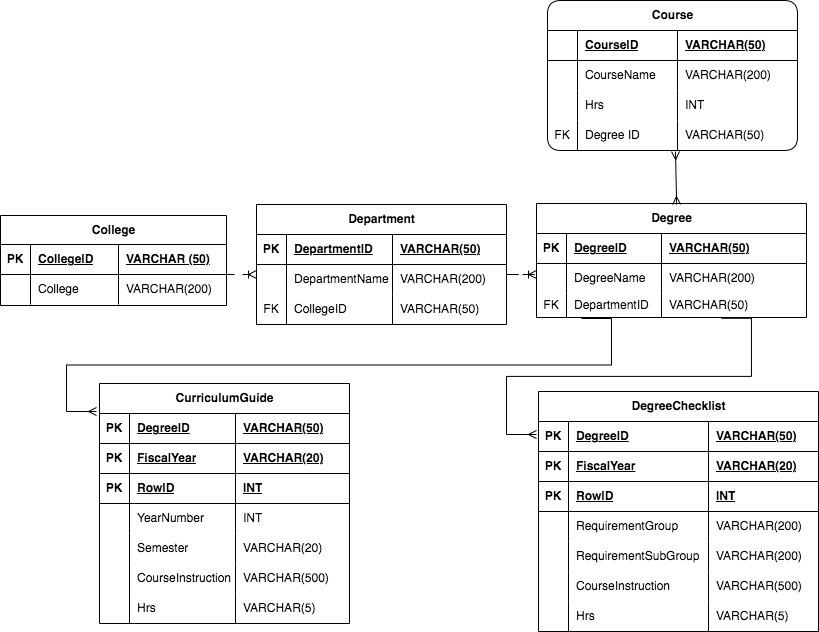 Course
CourseID VARCHAR(50)
CourseName VARCHAR(200)
Hrs INT
FK Degree ID VARCHAR(50)
College
PK CollegeID VARCHAR (50)
College VARCHAR(200)
Department
PK DepartmentID VARCHAR(50)
DepartmentName VARCHAR(200)
FK CollegeID VARCHAR(50)
Degree
PK DegreeID VARCHAR(50)
DegreeName VARCHAR(200)
FK DepartmentID VARCHAR(50)
CurriculumGuide
PK DegreeID VARCHAR(50)
PK FiscalYear VARCHAR(20)
PK RowID INT
YearNumber INT
Semester VARCHAR(20)
CourseInstruction VARCHAR(500)
Hrs VARCHAR(5)
DegreeChecklist
PK DegreeID VARCHAR(50)
PK FiscalYear VARCHAR(20)
PK RowID INT
RequirementGroup VARCHAR(200)
RequirementSubGroup VARCHAR(200)
CourseInstruction VARCHAR(500)
Hrs VARCHAR(5)